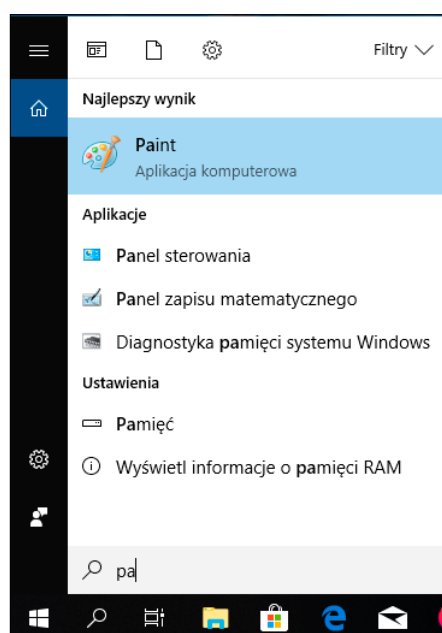 Filtry
Najlepszy wynik
Paint
Aplikacja komputerowa
Aplikacje
Panel sterowania
Panel zapisu matematycznego
Diagnostyka pamięci systemu Windows
Ustawienia
Pamięć
Wyświetl informacje o pamięci RAM
pa